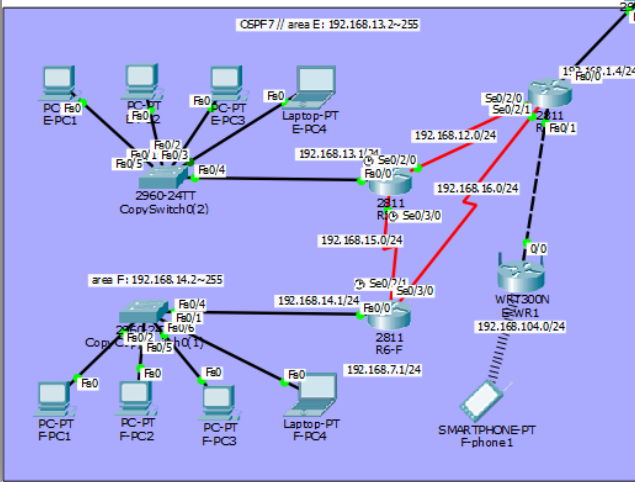 OSPF7 // area E: 192.168.13.2~255
192.168.1.4/24
Fa0/0
PC
E-PC1
Fa0
PC-PT
Fa0
PC-PT
E-PC3
Fa0
Laptop-PT
E-PC4
Fa0
Fa0/2
Fa0/3
Fa0/5
Fa0/4
2960-24TT
CopySwitch0(2)
Se0/2/0
Se0/2/1
2811
Fa0/1
192.168.12.0/24
192.168.13.1/24
Se0/2/0
Fa0/0
2811
Se0/3/0
192.168.16.0/24
192.168.15.0/24
area F: 192.168.14.2~255
Se0/2/1
Se0/3/0
192.168.14.1/24
Fa0/0
2811
R6-F
0/0
WRT300N
192.168.104.0/24
Fa0/4
Fa0/1
Fa0/6
Fa0/2
Fa0/5
192.168.7.1/24
Fa0
PC-PT
F-PC1
Fa0
PC-PT
F-PC2
Fa0
PC-PT
F-PC3
Fa0
Laptop-PT
F-PC4
SMARTPHONE-PT
F-phone1